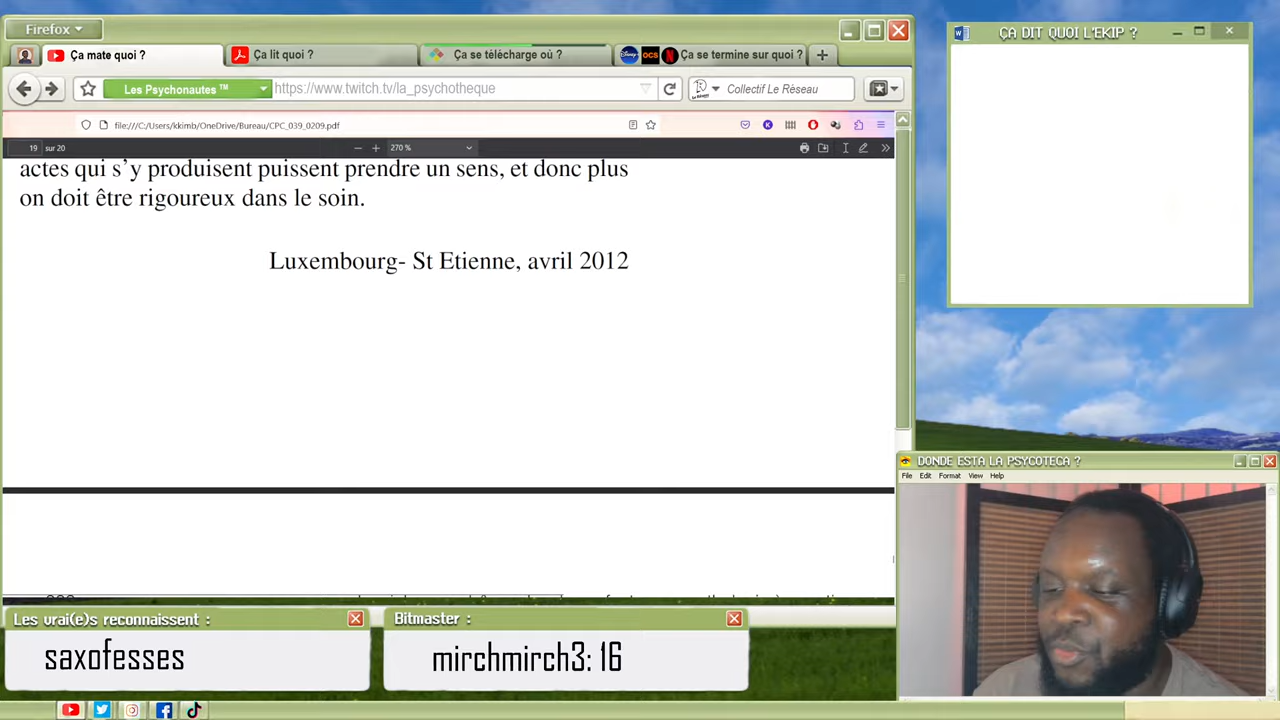 Firefox
Ça mate quoi ?
Ça lit quoi ?
Ça se télécharge où ?
Disney+
OCS
N
Ça se termine sur quoi ?
Les Psychonautes ™
https://www.twitch.tv/la_psychotheque
Collectif Le Réseau
file:///C:/Users/kkimb/OneDrive/Bureau/CPC_039_0209.pdf
19 sur 20
270 %
actes qui s’y produisent puissent prendre un sens, et donc plus
on doit être rigoureux dans le soin.
Luxembourg- St Etienne, avril 2012
ÇA DIT QUOI L'EKIP ?
DONDE ESTA LA PSYCOTECA ?
File Edit Format View Help
Les vrai(e)s reconnaissent :
saxofesses
Bitmaster :
mirchmirch3: 16